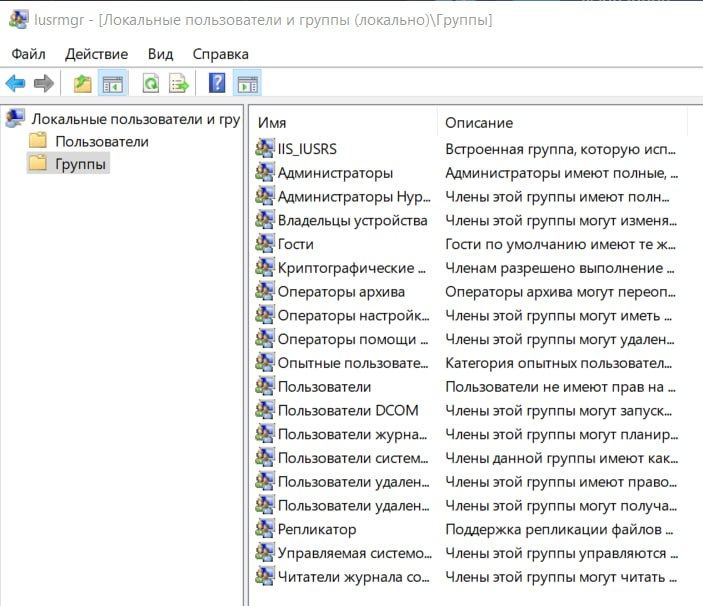 lusrmgr - [Локальные пользователи и группы (локально)\Группы]
Файл Действие Вид Справка
Локальные пользователи и гру
Пользователи
Группы
Имя Описание
IIS_IUSRS Встроенная группа, которую исп...
Администраторы Администраторы имеют полные, ...
Администраторы Hyp... Члены этой группы имеют полн...
Владельцы устройства Члены этой группы могут изменя...
Гости Гости по умолчанию имеют те ж...
Криптографические ... Членам разрешено выполнение ...
Операторы архива Операторы архива могут переоп...
Операторы настройк... Члены этой группы могут иметь ...
Операторы помощи ... Члены этой группы могут удален...
Опытные пользовате... Категория опытных пользовател...
Пользователи Пользователи не имеют прав на ...
Пользователи DCOM Члены этой группы могут запуск...
Пользователи журна... Члены этой группы могут планир...
Пользователи систем... Члены данной группы имеют как...
Пользователи удален... Члены этой группы имеют право...
Пользователи удален... Члены этой группы могут получа...
Репликатор Поддержка репликации файлов ...
Управляемая системо... Члены этой группы управляются ...
Читатели журнала со... Члены этой группы могут читать ...